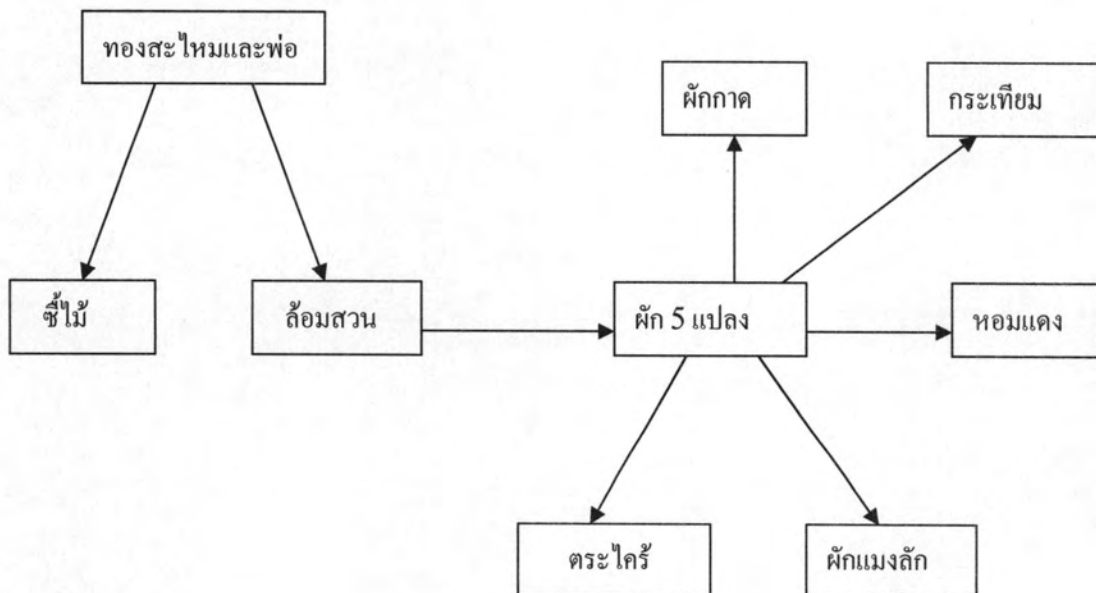 ทองสะไหมและพ่อ
ผักกาด
กระเทียม
ซื้ไม้
ล้อมสวน
ผัก 5 แปลง
หอมแดง
ตระไคร้
ผักแมงลัก